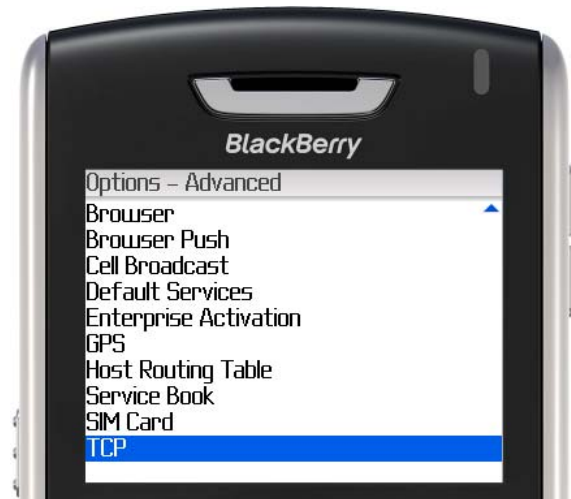 BlackBerry
Options - Advanced
Browser
Browser Push
Cell Broadcast
Default Services
Enterprise Activation
GPS
Host Routing Table
Service Book
SIM Card
TCP